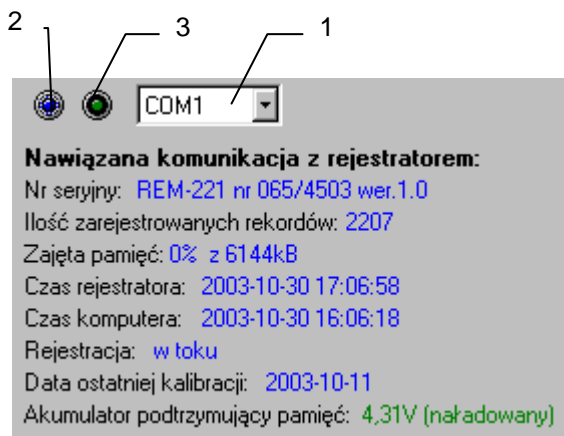 2 3 1
COM1
Nawiązana komunikacja z rejestratorem:
Nr seryjny: REM-221 nr 065/4503 wer.1.0
Ilość zarejestrowanych rekordów: 2207
Zajęta pamięć: 0% z 6144kB
Czas rejestratora: 2003-10-30 17:06:58
Czas komputera: 2003-10-30 16:06:18
Rejestracja: w toku
Data ostatniej kalibracji: 2003-10-11
Akumulator podtrzymujący pamięć: 4,31V (naładowany)